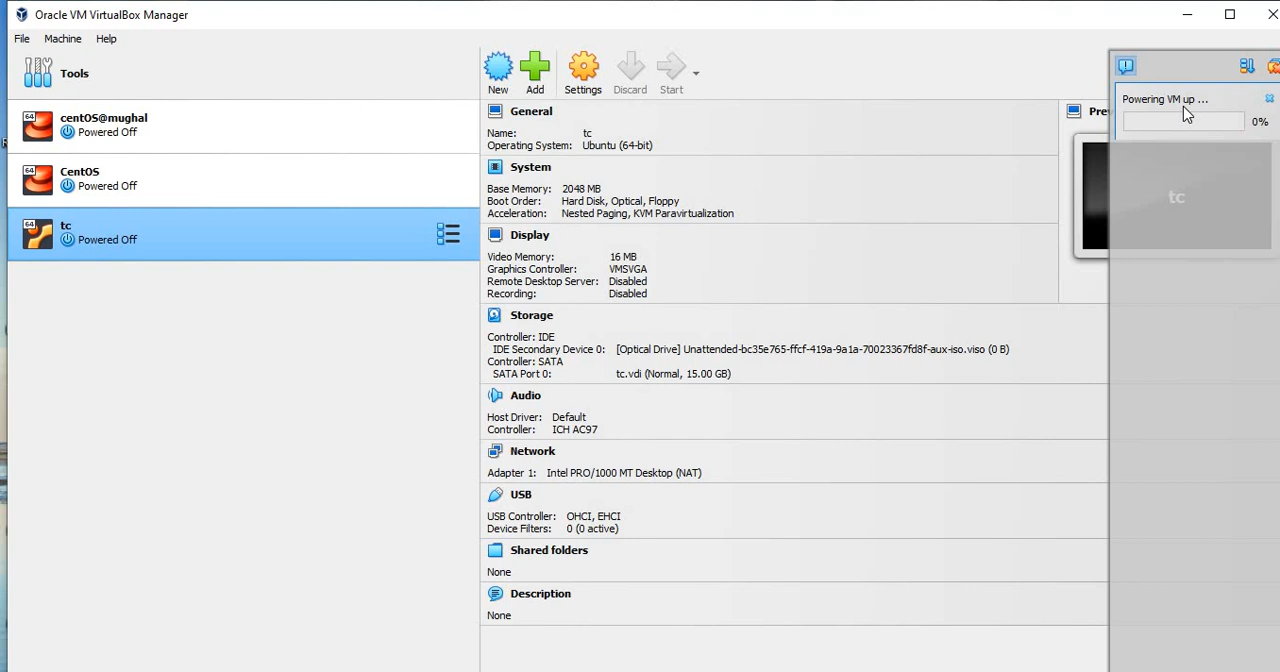 Oracle VM VirtualBox Manager
File Machine Help
Tools
New Add Settings Discard Start
64 centOS@mughal
Powered Off
64 CentOS
Powered Off
64 tc
Powered Off
General
Name: tc
Operating System: Ubuntu (64-bit)
System
Base Memory: 2048 MB
Boot Order: Hard Disk, Optical, Floppy
Acceleration: Nested Paging, KVM Paravirtualization
Display
Video Memory: 16 MB
Graphics Controller: VMSVGA
Remote Desktop Server: Disabled
Recording: Disabled
Storage
Controller: IDE
IDE Secondary Device 0: [Optical Drive] Unattended-bc35e765-ffcf-419a-9a1a-70023367fd8f-aux-iso.viso (0 B)
Controller: SATA
SATA Port 0: tc.vdi (Normal, 15.00 GB)
Audio
Host Driver: Default
Controller: ICH AC97
Network
Adapter 1: Intel PRO/1000 MT Desktop (NAT)
USB
USB Controller: OHCI, EHCI
Device Filters: 0 (0 active)
Shared folders
None
Description
None
Pre
Powering VM up ...
0%
tc